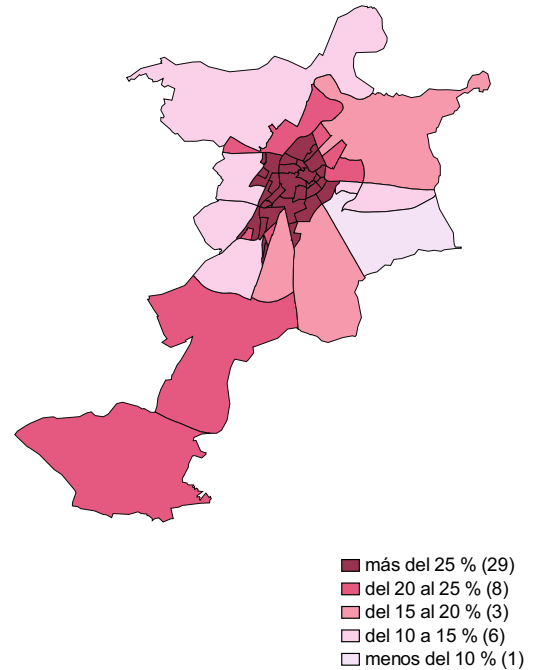 más del 25 % (29)
del 20 al 25 % (8)
del 15 al 20 % (3)
del 10 a 15 % (6)
menos del 10 % (1)